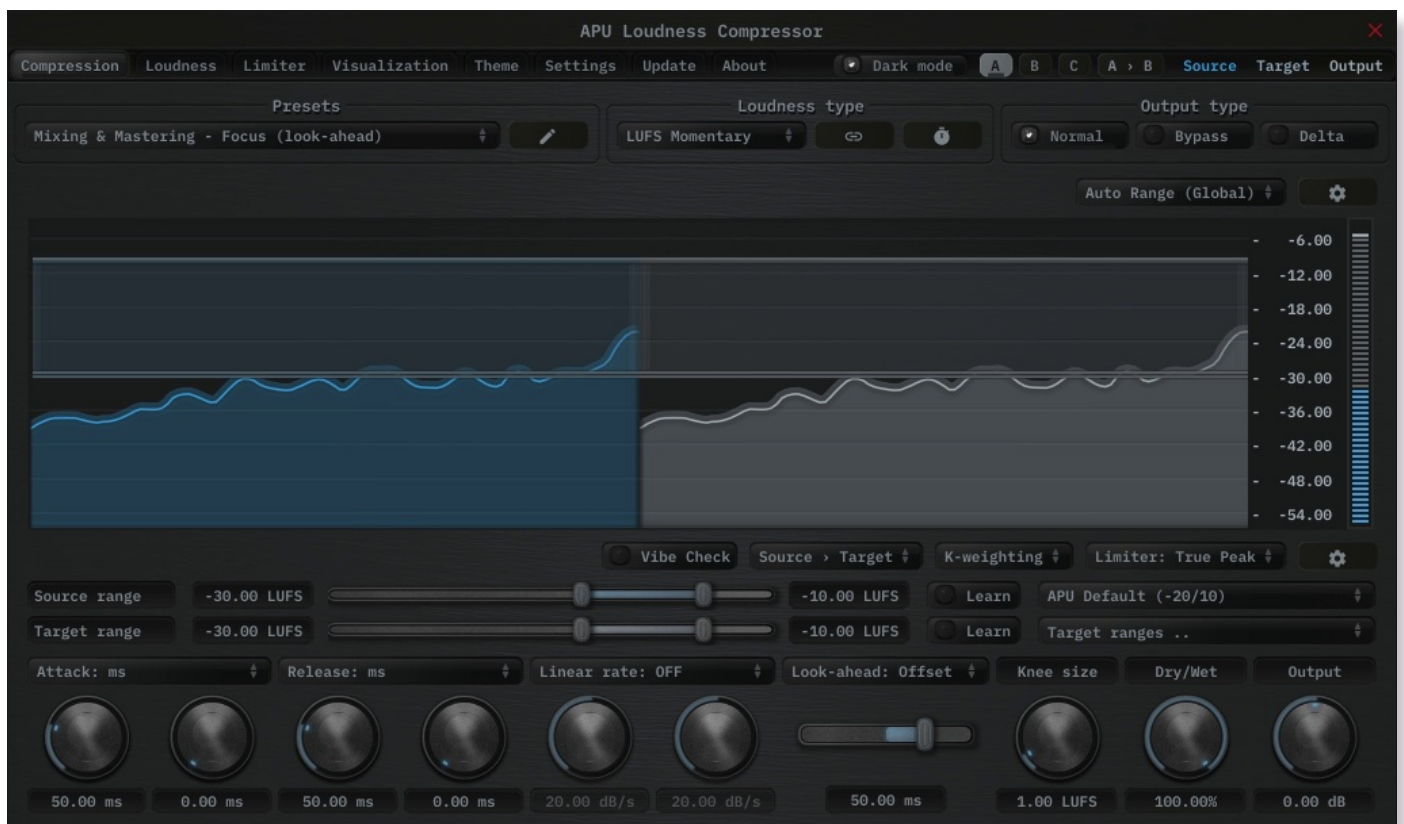 APU Loudness Compressor
Compression Loudness Limiter Visualization Theme Settings Update About Dark mode A B C A › B Source Target Output
Presets Loudness type Output type
Mixing & Mastering - Focus (look-ahead) LUFS Momentary Normal Bypass Delta
Auto Range (Global)
- -6.00
- -12.00
- -18.00
- -24.00
- -30.00
- -36.00
- -42.00
- -48.00
- -54.00
Vibe Check Source › Target K-weighting Limiter: True Peak
Source range -30.00 LUFS -10.00 LUFS Learn APU Default (-20/10)
Target range -30.00 LUFS -10.00 LUFS Learn Target ranges ..
Attack: ms Release: ms Linear rate: OFF Look-ahead: Offset Knee size Dry/Wet Output
50.00 ms 0.00 ms 50.00 ms 0.00 ms 20.00 dB/s 20.00 dB/s 50.00 ms 1.00 LUFS 100.00% 0.00 dB